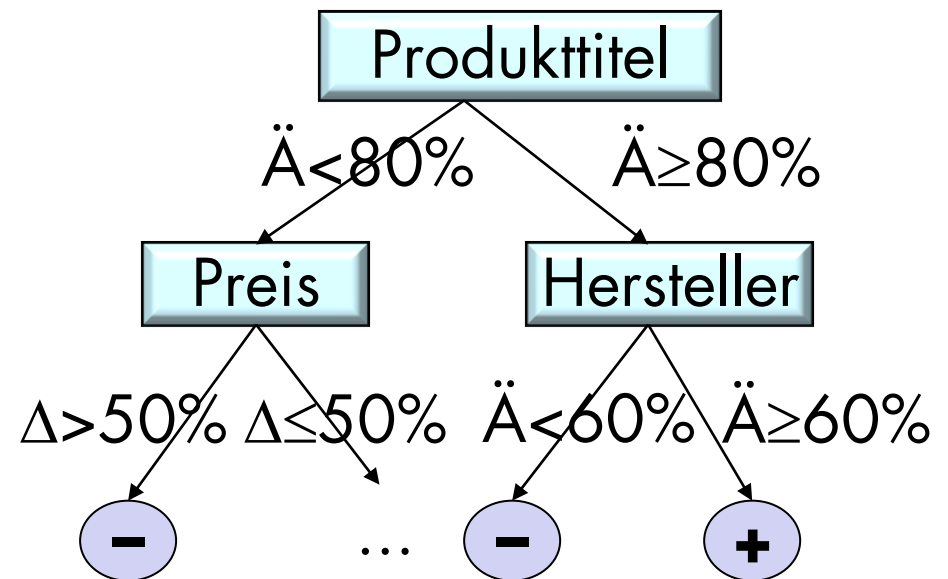 Produkttitel
Ä<80% Ä≥80%
Preis Hersteller
Δ>50% Δ≤50% Ä<60% Ä≥60%
- … - +